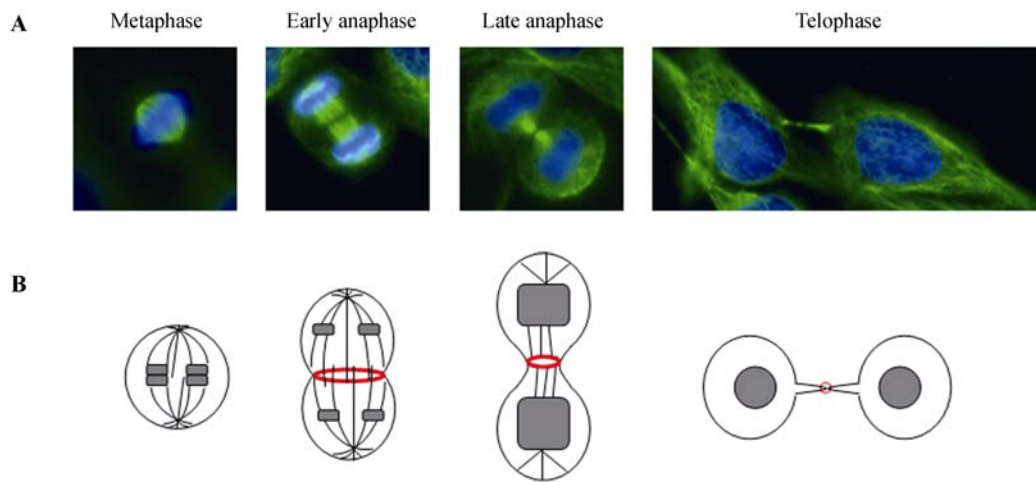 A
Metaphase
Early anaphase
Late anaphase
Telophase
B